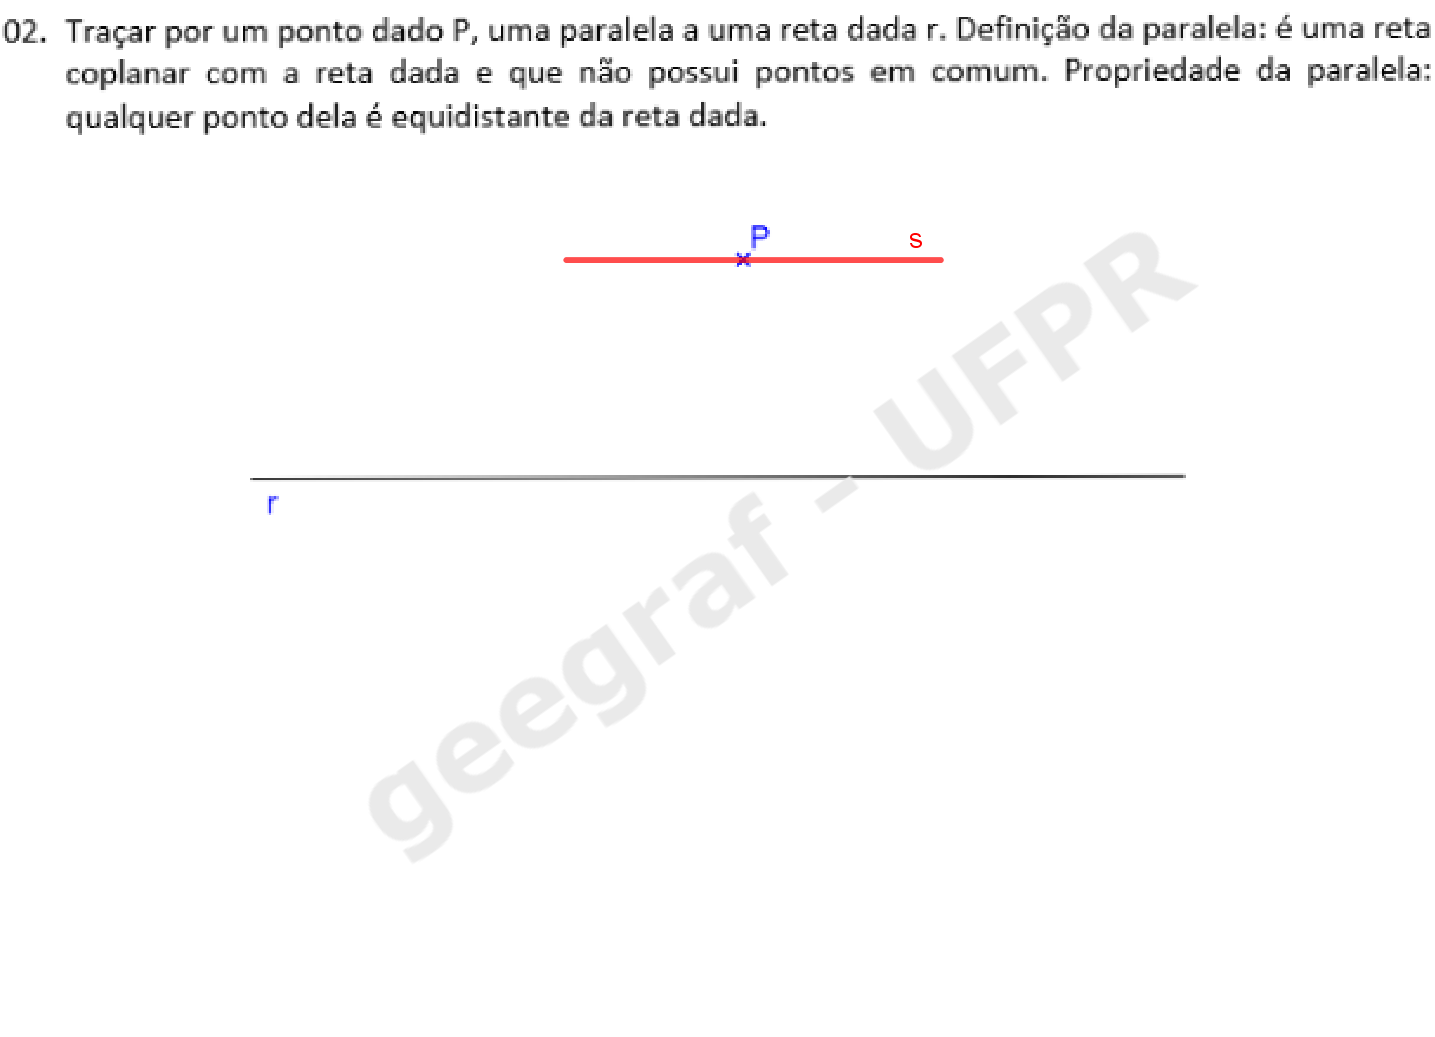 02. Traçar por um ponto dado P, uma paralela a uma reta dada r. Definição da paralela: é uma reta
coplanar com a reta dada e que não possui pontos em comum. Propriedade da paralela:
qualquer ponto dela é equidistante da reta dada.
P
s
r
geegraf - UFPR